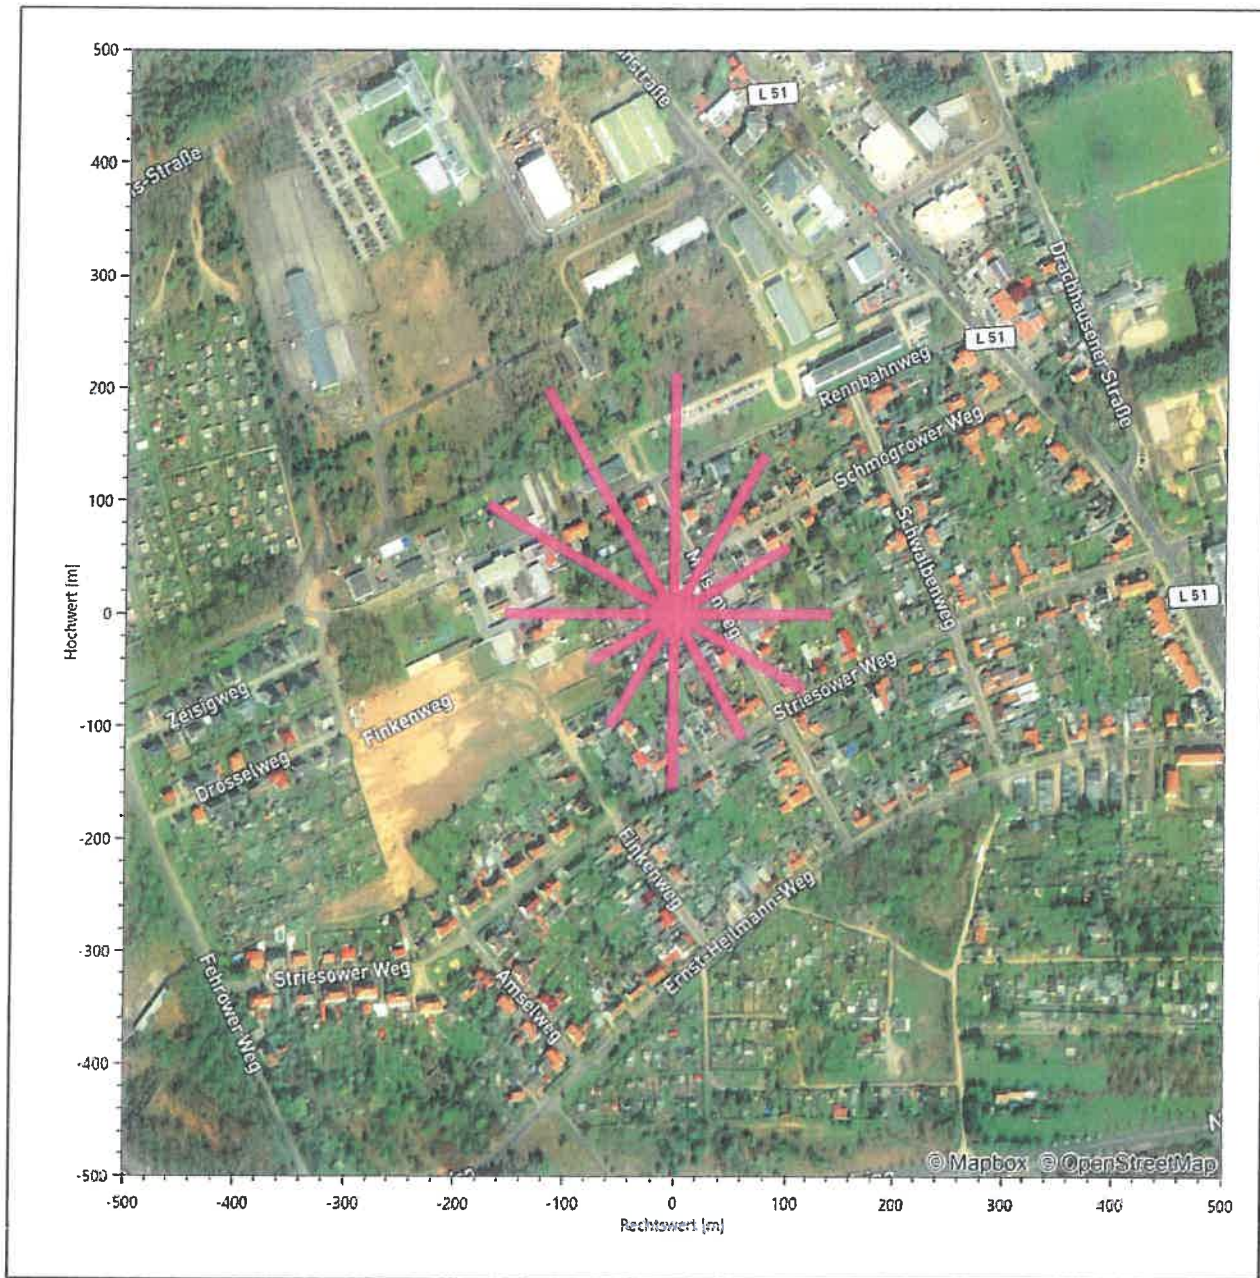 500
400
300
200
100
0
-100
-200
-300
-400
-500
Hochwert [m]
-500
-400
-300
-200
-100
0
100
200
300
400
500
Rechtswert [m]
L 51
Drachhausener Straße
L 51
Rennbahnweg
Schmogrower Weg
Schwalbenweg
L 51
Striesower Weg
Zeisigweg
Finkenweg
Drosselweg
Finkenweg
Ernst-Heilmann-Weg
Striesower Weg
Fehrower Weg
Amselweg
© Mapbox © OpenStreetMap